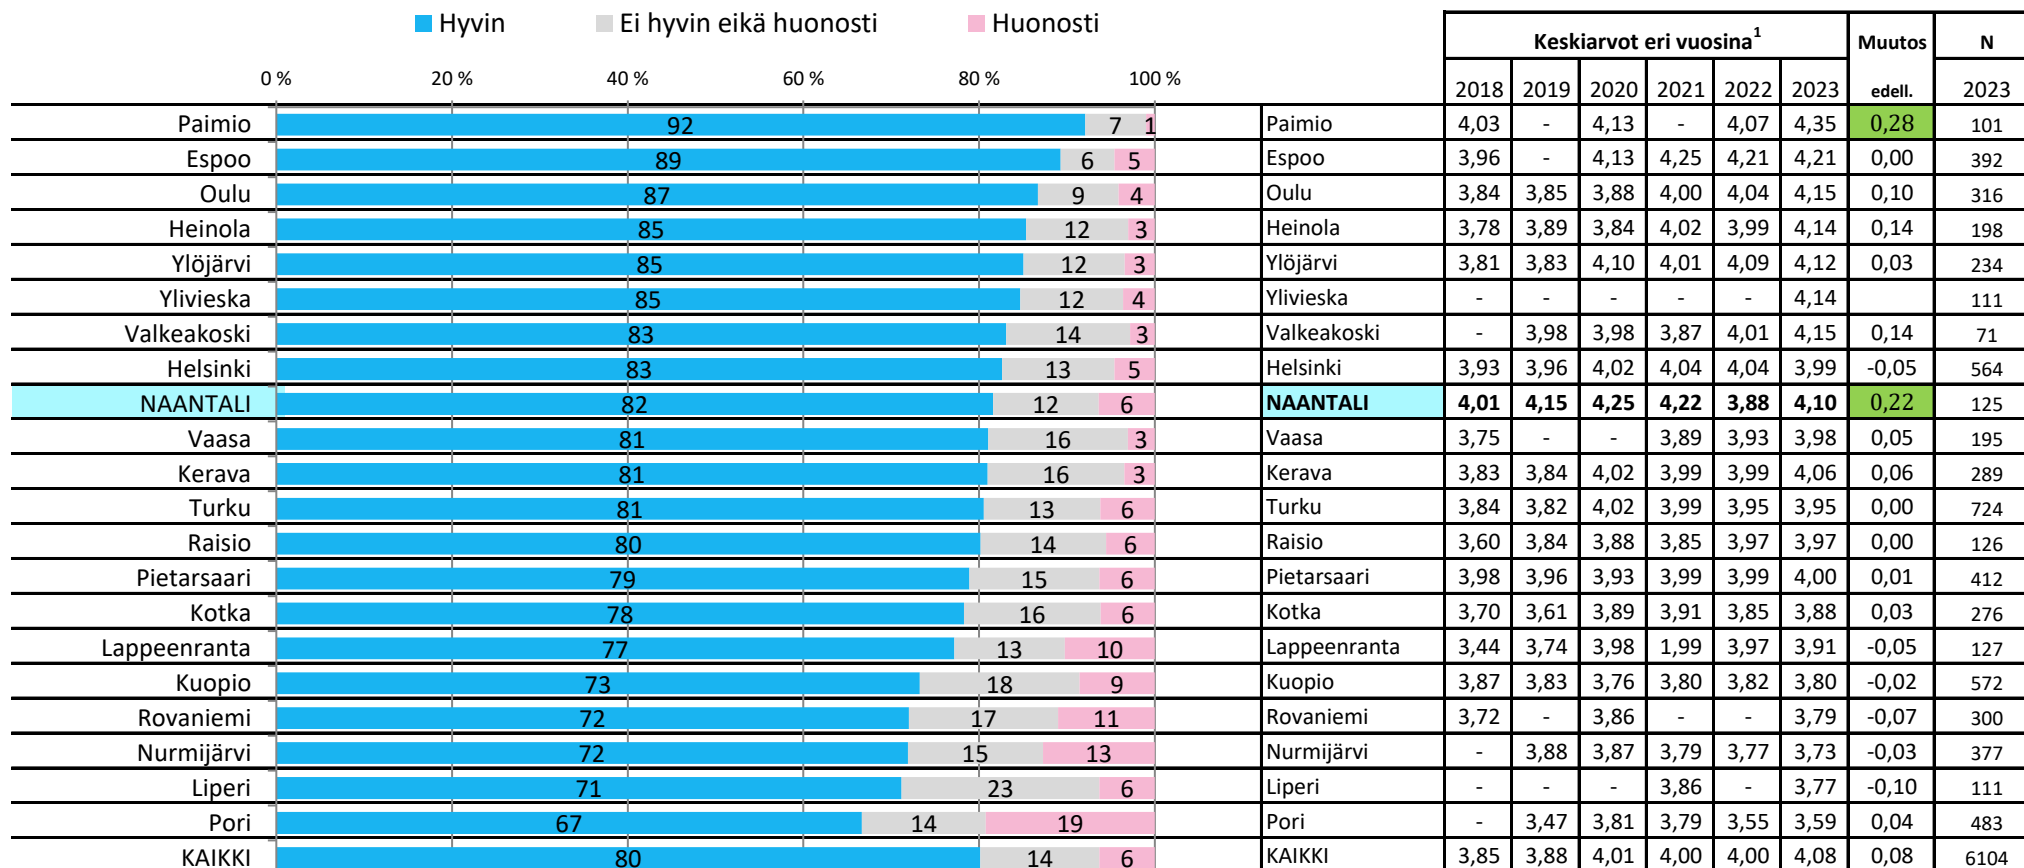 Hyvin Ei hyvin eikä huonosti Huonosti
Keskiarvot eri vuosina1 Muutos N
0 % 20 % 40 % 60 % 80 % 100 %
2018 2019 2020 2021 2022 2023 edell. 2023
Paimio 92 7 1 Paimio 4,03 - 4,13 - 4,07 4,35 0,28 101
Espoo 89 6 5 Espoo 3,96 - 4,13 4,25 4,21 4,21 0,00 392
Oulu 87 9 4 Oulu 3,84 3,85 3,88 4,00 4,04 4,15 0,10 316
Heinola 85 12 3 Heinola 3,78 3,89 3,84 4,02 3,99 4,14 0,14 198
Ylöjärvi 85 12 3 Ylöjärvi 3,81 3,83 4,10 4,01 4,09 4,12 0,03 234
Ylivieska 85 12 4 Ylivieska - - - - - 4,14 111
Valkeakoski 83 14 3 Valkeakoski - 3,98 3,98 3,87 4,01 4,15 0,14 71
Helsinki 83 13 5 Helsinki 3,93 3,96 4,02 4,04 4,04 3,99 -0,05 564
NAANTALI 82 12 6 NAANTALI 4,01 4,15 4,25 4,22 3,88 4,10 0,22 125
Vaasa 81 16 3 Vaasa 3,75 - - 3,89 3,93 3,98 0,05 195
Kerava 81 16 3 Kerava 3,83 3,84 4,02 3,99 3,99 4,06 0,06 289
Turku 81 13 6 Turku 3,84 3,82 4,02 3,99 3,95 3,95 0,00 724
Raisio 80 14 6 Raisio 3,60 3,84 3,88 3,85 3,97 3,97 0,00 126
Pietarsaari 79 15 6 Pietarsaari 3,98 3,96 3,93 3,99 3,99 4,00 0,01 412
Kotka 78 16 6 Kotka 3,70 3,61 3,89 3,91 3,85 3,88 0,03 276
Lappeenranta 77 13 10 Lappeenranta 3,44 3,74 3,98 1,99 3,97 3,91 -0,05 127
Kuopio 73 18 9 Kuopio 3,87 3,83 3,76 3,80 3,82 3,80 -0,02 572
Rovaniemi 72 17 11 Rovaniemi 3,72 - 3,86 - - 3,79 -0,07 300
Nurmijärvi 72 15 13 Nurmijärvi - 3,88 3,87 3,79 3,77 3,73 -0,03 377
Liperi 71 23 6 Liperi - - - 3,86 - 3,77 -0,10 111
Pori 67 14 19 Pori - 3,47 3,81 3,79 3,55 3,59 0,04 483
KAIKKI 80 14 6 KAIKKI 3,85 3,88 4,01 4,00 4,00 4,08 0,08 6104